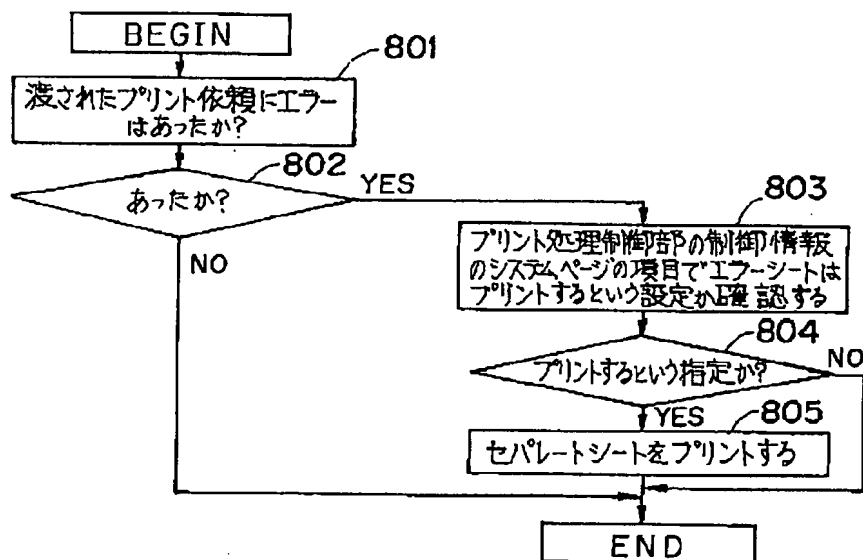 BEGIN
801
渡されたプリント依頼にエラー
はあったか?
802
あったか?
YES
NO
803
プリント処理制御部の制御情報
のシステムページの項目でエラーシートは
プリントするという設定か確認する
804
プリントするという指定か?
NO
YES
805
セパレートシートをプリントする
END